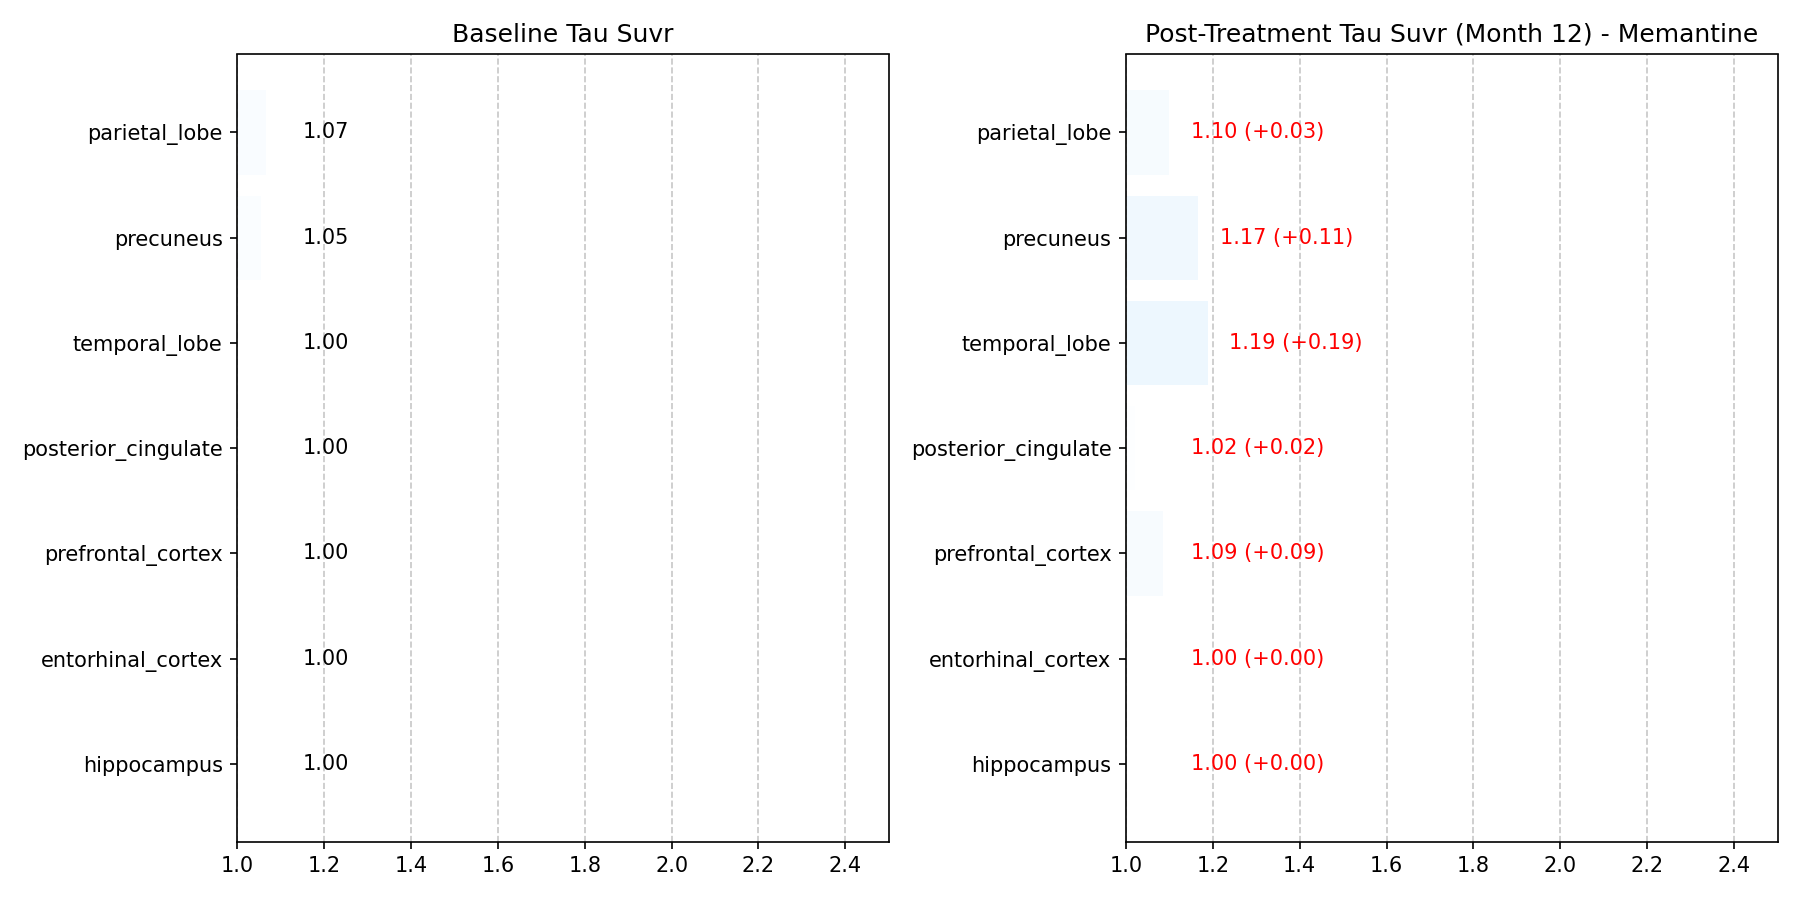 Baseline Tau Suvr
parietal_lobe 1.07
precuneus 1.05
temporal_lobe 1.00
posterior_cingulate 1.00
prefrontal_cortex 1.00
entorhinal_cortex 1.00
hippocampus 1.00
1.0 1.2 1.4 1.6 1.8 2.0 2.2 2.4
Post-Treatment Tau Suvr (Month 12) - Memantine
parietal_lobe 1.10 (+0.03)
precuneus 1.17 (+0.11)
temporal_lobe 1.19 (+0.19)
posterior_cingulate 1.02 (+0.02)
prefrontal_cortex 1.09 (+0.09)
entorhinal_cortex 1.00 (+0.00)
hippocampus 1.00 (+0.00)
1.0 1.2 1.4 1.6 1.8 2.0 2.2 2.4